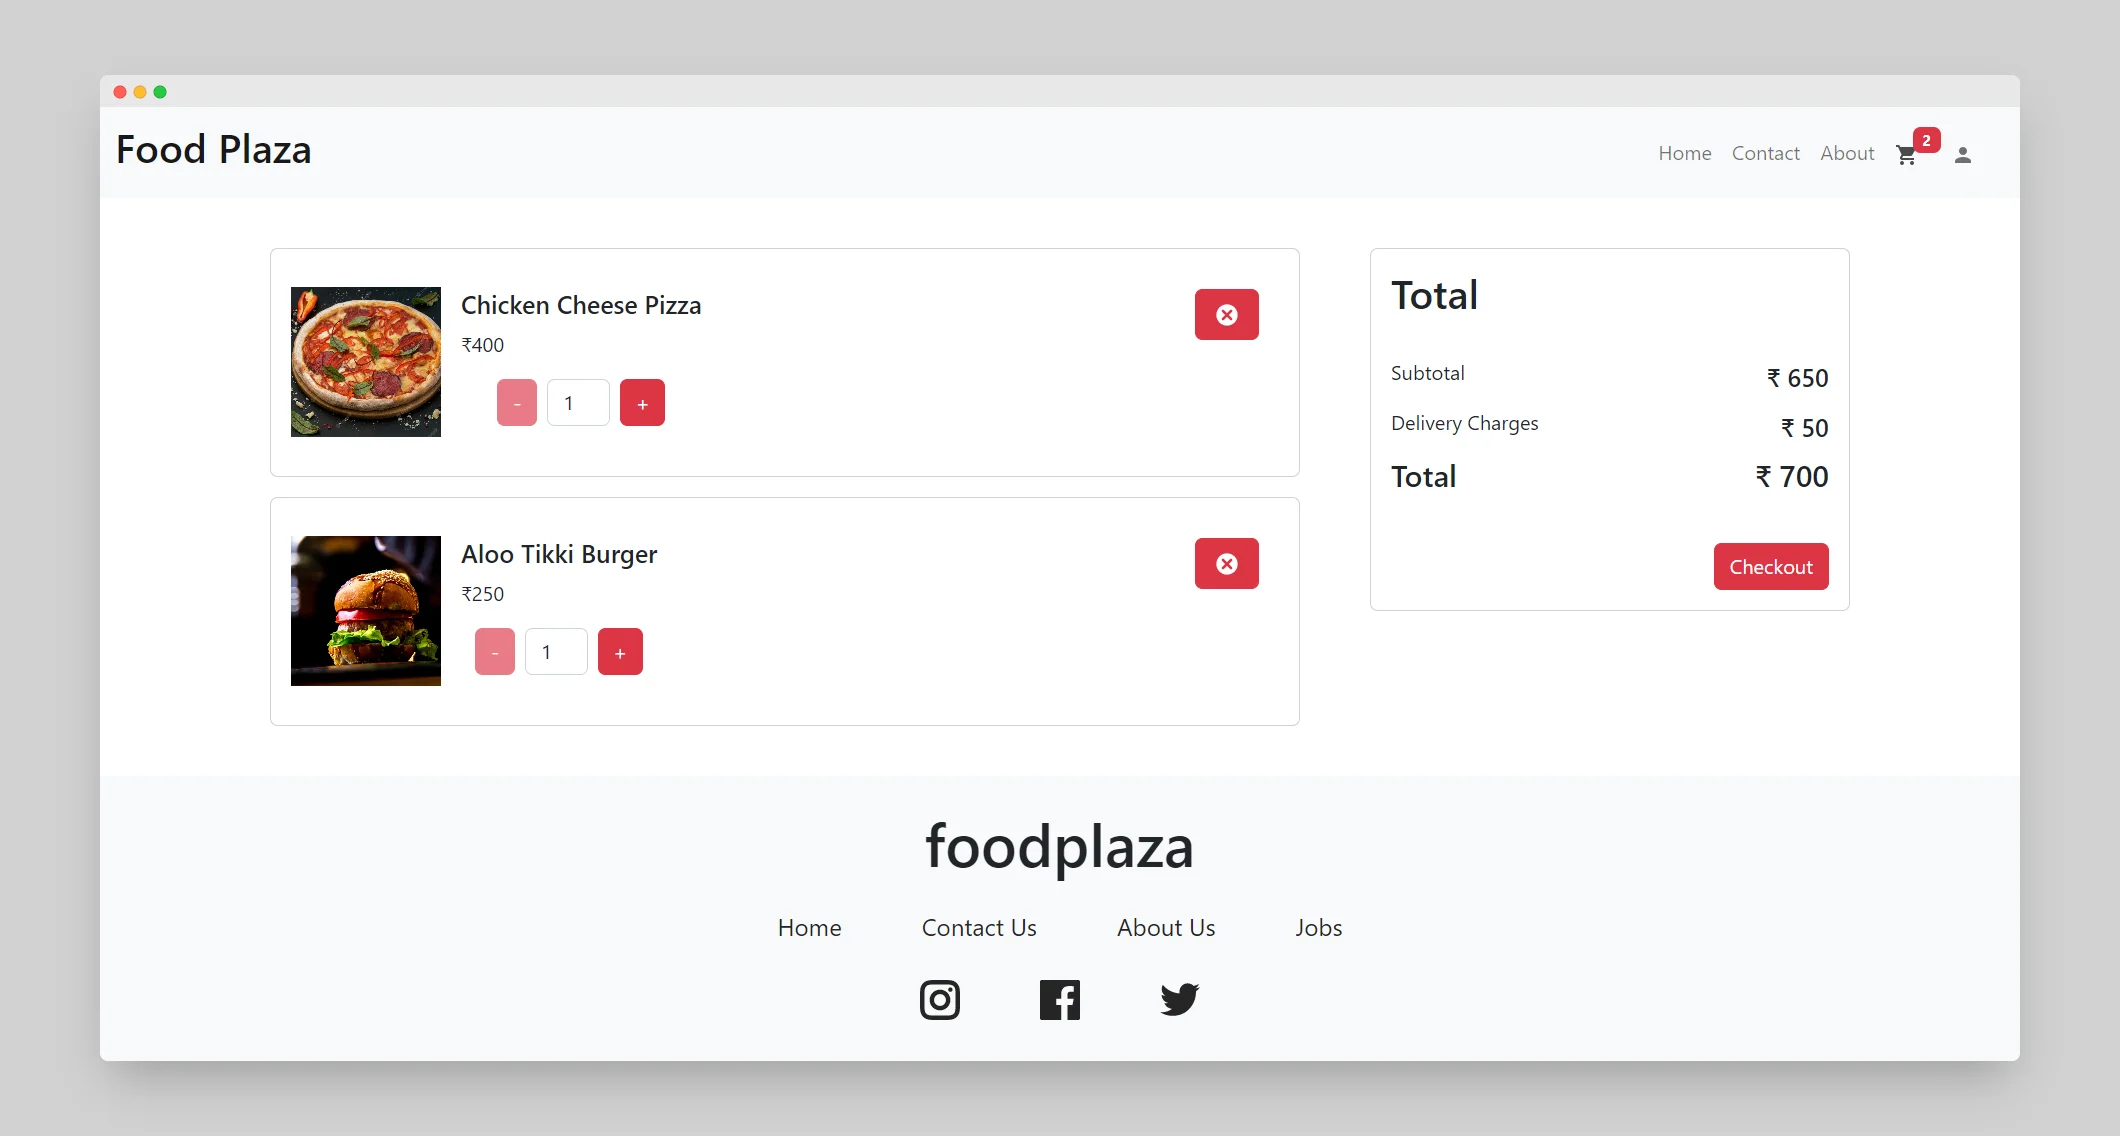 Food Plaza
Home Contact About 2
Chicken Cheese Pizza
₹400
- 1 +
Aloo Tikki Burger
₹250
- 1 +
Total
Subtotal ₹ 650
Delivery Charges ₹ 50
Total ₹ 700
Checkout
foodplaza
Home Contact Us About Us Jobs